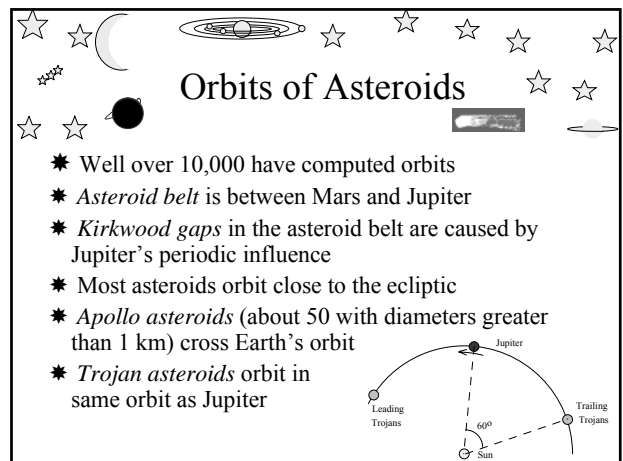 Orbits of Asteroids
✷ Well over 10,000 have computed orbits
✷ Asteroid belt is between Mars and Jupiter
✷ Kirkwood gaps in the asteroid belt are caused by
Jupiter’s periodic influence
✷ Most asteroids orbit close to the ecliptic
✷ Apollo asteroids (about 50 with diameters greater
than 1 km) cross Earth’s orbit
✷ Trojan asteroids orbit in
same orbit as Jupiter
Jupiter
Leading
Trojans
60o
Sun
Trailing
Trojans